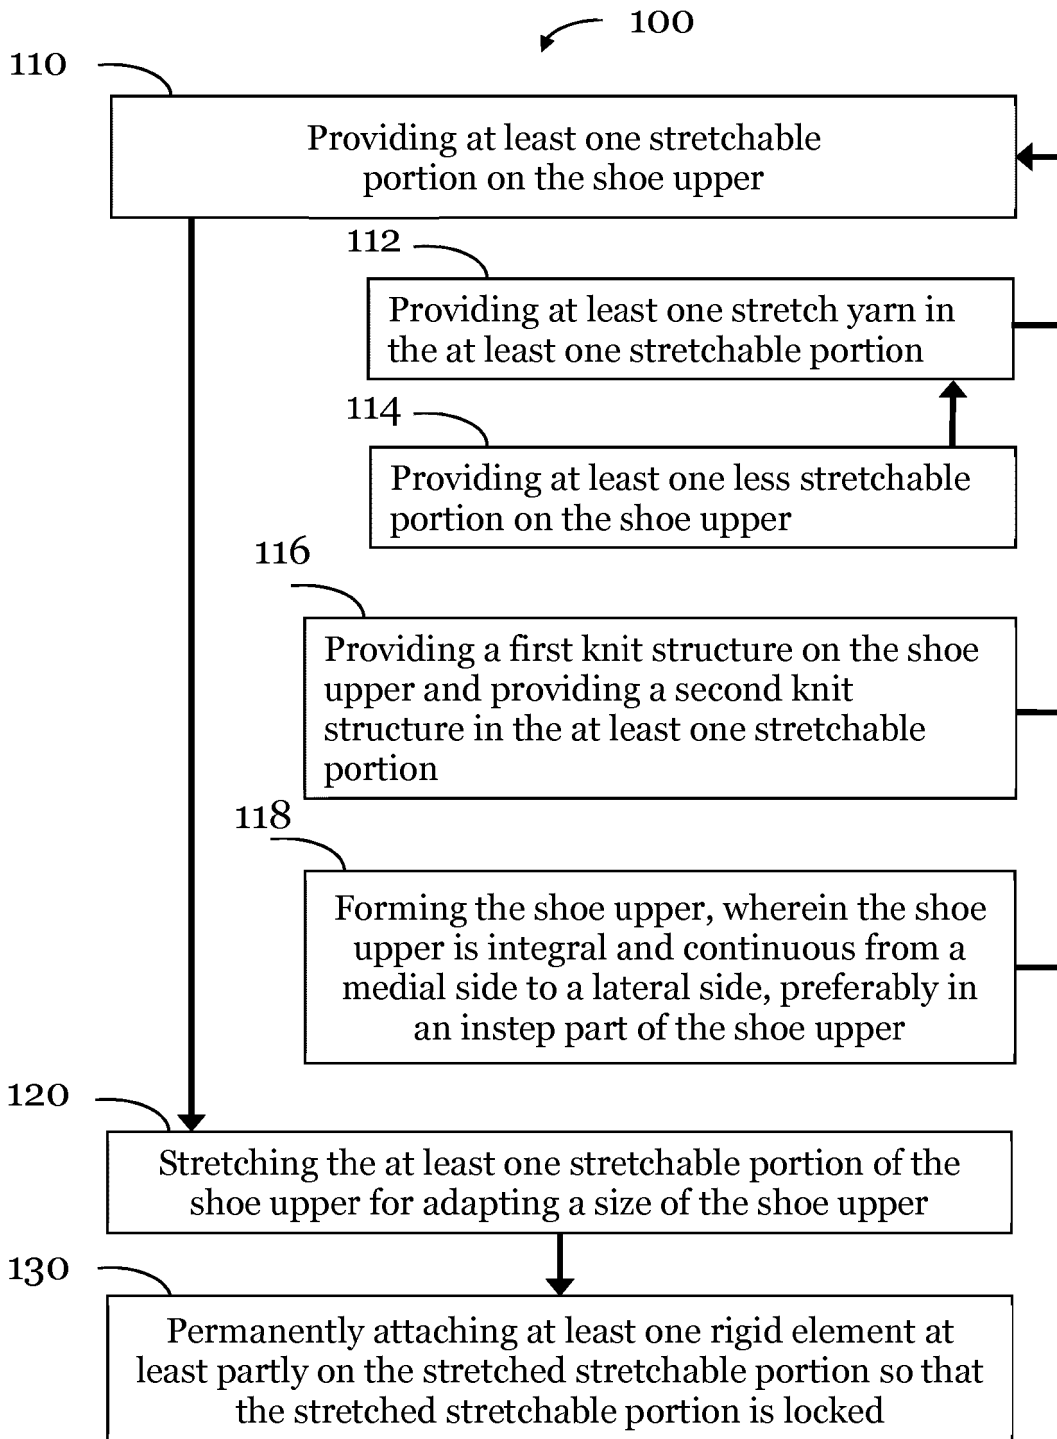 100
110
Providing at least one stretchable
portion on the shoe upper
112
Providing at least one stretch yarn in
the at least one stretchable portion
114
Providing at least one less stretchable
portion on the shoe upper
116
Providing a first knit structure on the shoe
upper and providing a second knit
structure in the at least one stretchable
portion
118
Forming the shoe upper, wherein the shoe
upper is integral and continuous from a
medial side to a lateral side, preferably in
an instep part of the shoe upper
120
Stretching the at least one stretchable portion of the
shoe upper for adapting a size of the shoe upper
130
Permanently attaching at least one rigid element at
least partly on the stretched stretchable portion so that
the stretched stretchable portion is locked